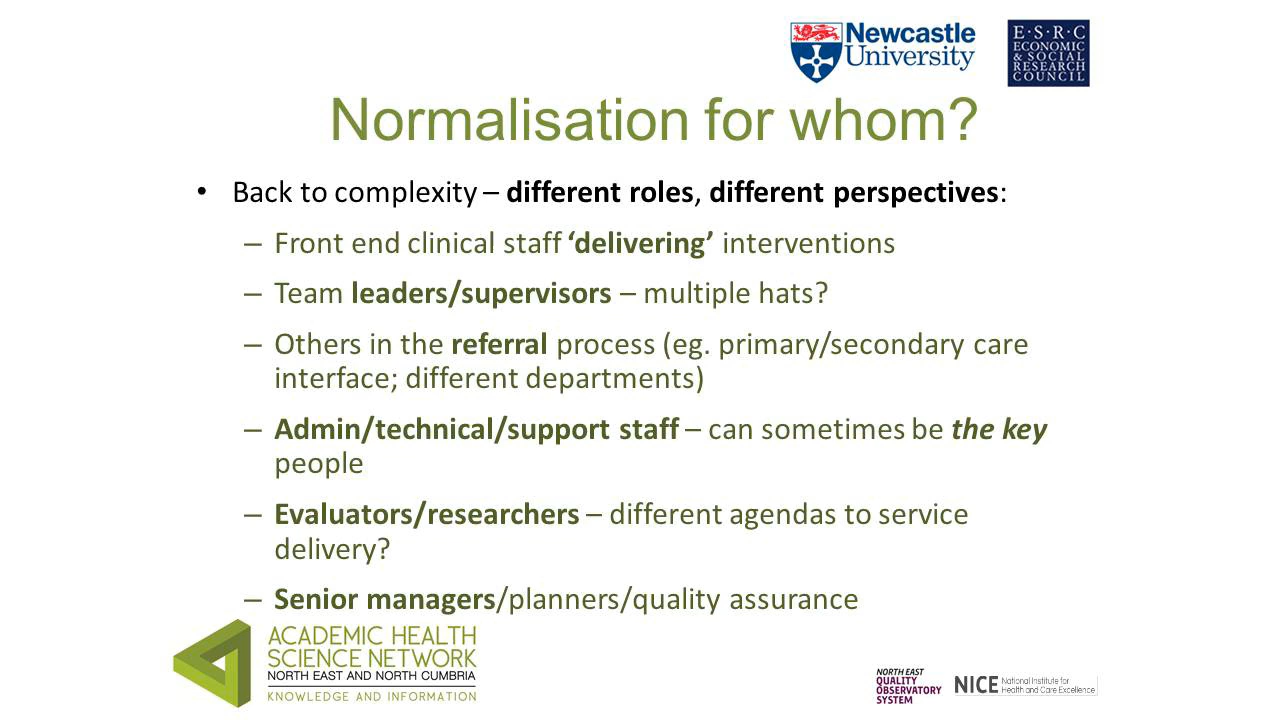 Newcastle
University
E·S·R·C
ECONOMIC
& SOCIAL
RESEARCH
COUNCIL
Normalisation for whom?
• Back to complexity – different roles, different perspectives:
– Front end clinical staff ‘delivering’ interventions
– Team leaders/supervisors – multiple hats?
– Others in the referral process (eg. primary/secondary care
interface; different departments)
– Admin/technical/support staff – can sometimes be the key
people
– Evaluators/researchers – different agendas to service
delivery?
– Senior managers/planners/quality assurance
ACADEMIC HEALTH
SCIENCE NETWORK
NORTH EAST AND NORTH CUMBRIA
KNOWLEDGE AND INFORMATION
NORTH EAST
QUALITY
OBSERVATORY
SYSTEM
NICE National Institute for
Health and Care Excellence